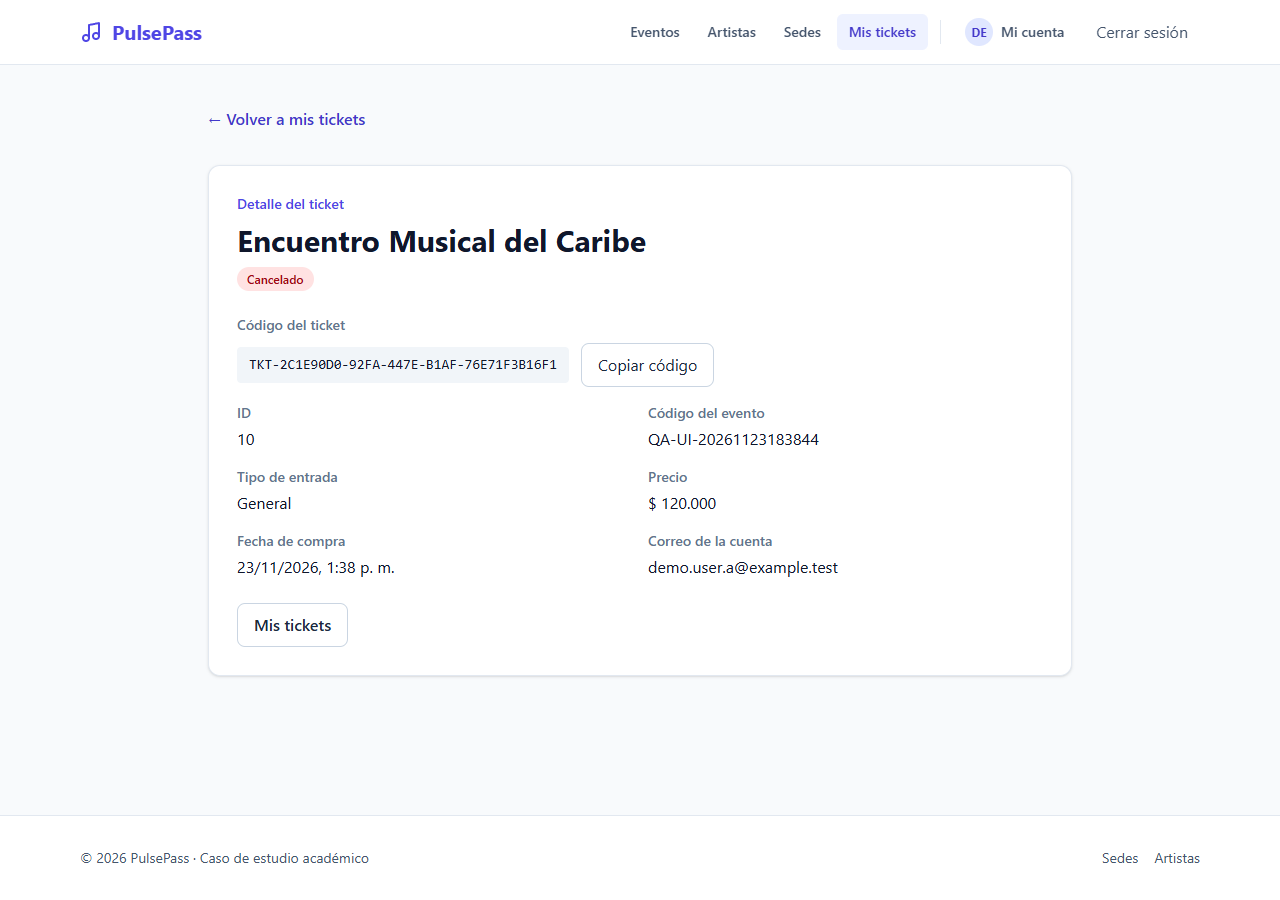 PulsePass
Eventos Artistas Sedes Mis tickets DE Mi cuenta Cerrar sesión
← Volver a mis tickets
Detalle del ticket
Encuentro Musical del Caribe
Cancelado
Código del ticket
TKT-2C1E90D0-92FA-447E-B1AF-76E71F3B16F1 Copiar código
ID Código del evento
10 QA-UI-20261123183844
Tipo de entrada Precio
General $ 120.000
Fecha de compra Correo de la cuenta
23/11/2026, 1:38 p. m. demo.user.a@example.test
Mis tickets
© 2026 PulsePass · Caso de estudio académico Sedes Artistas